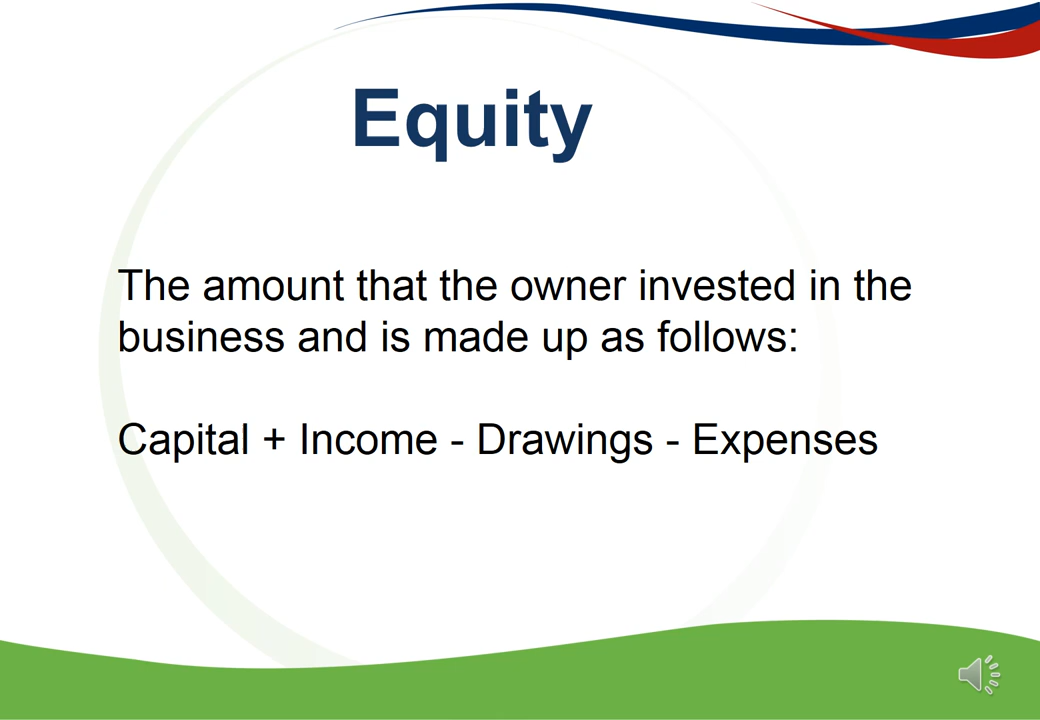 Equity
The amount that the owner invested in the
business and is made up as follows:
Capital + Income - Drawings - Expenses